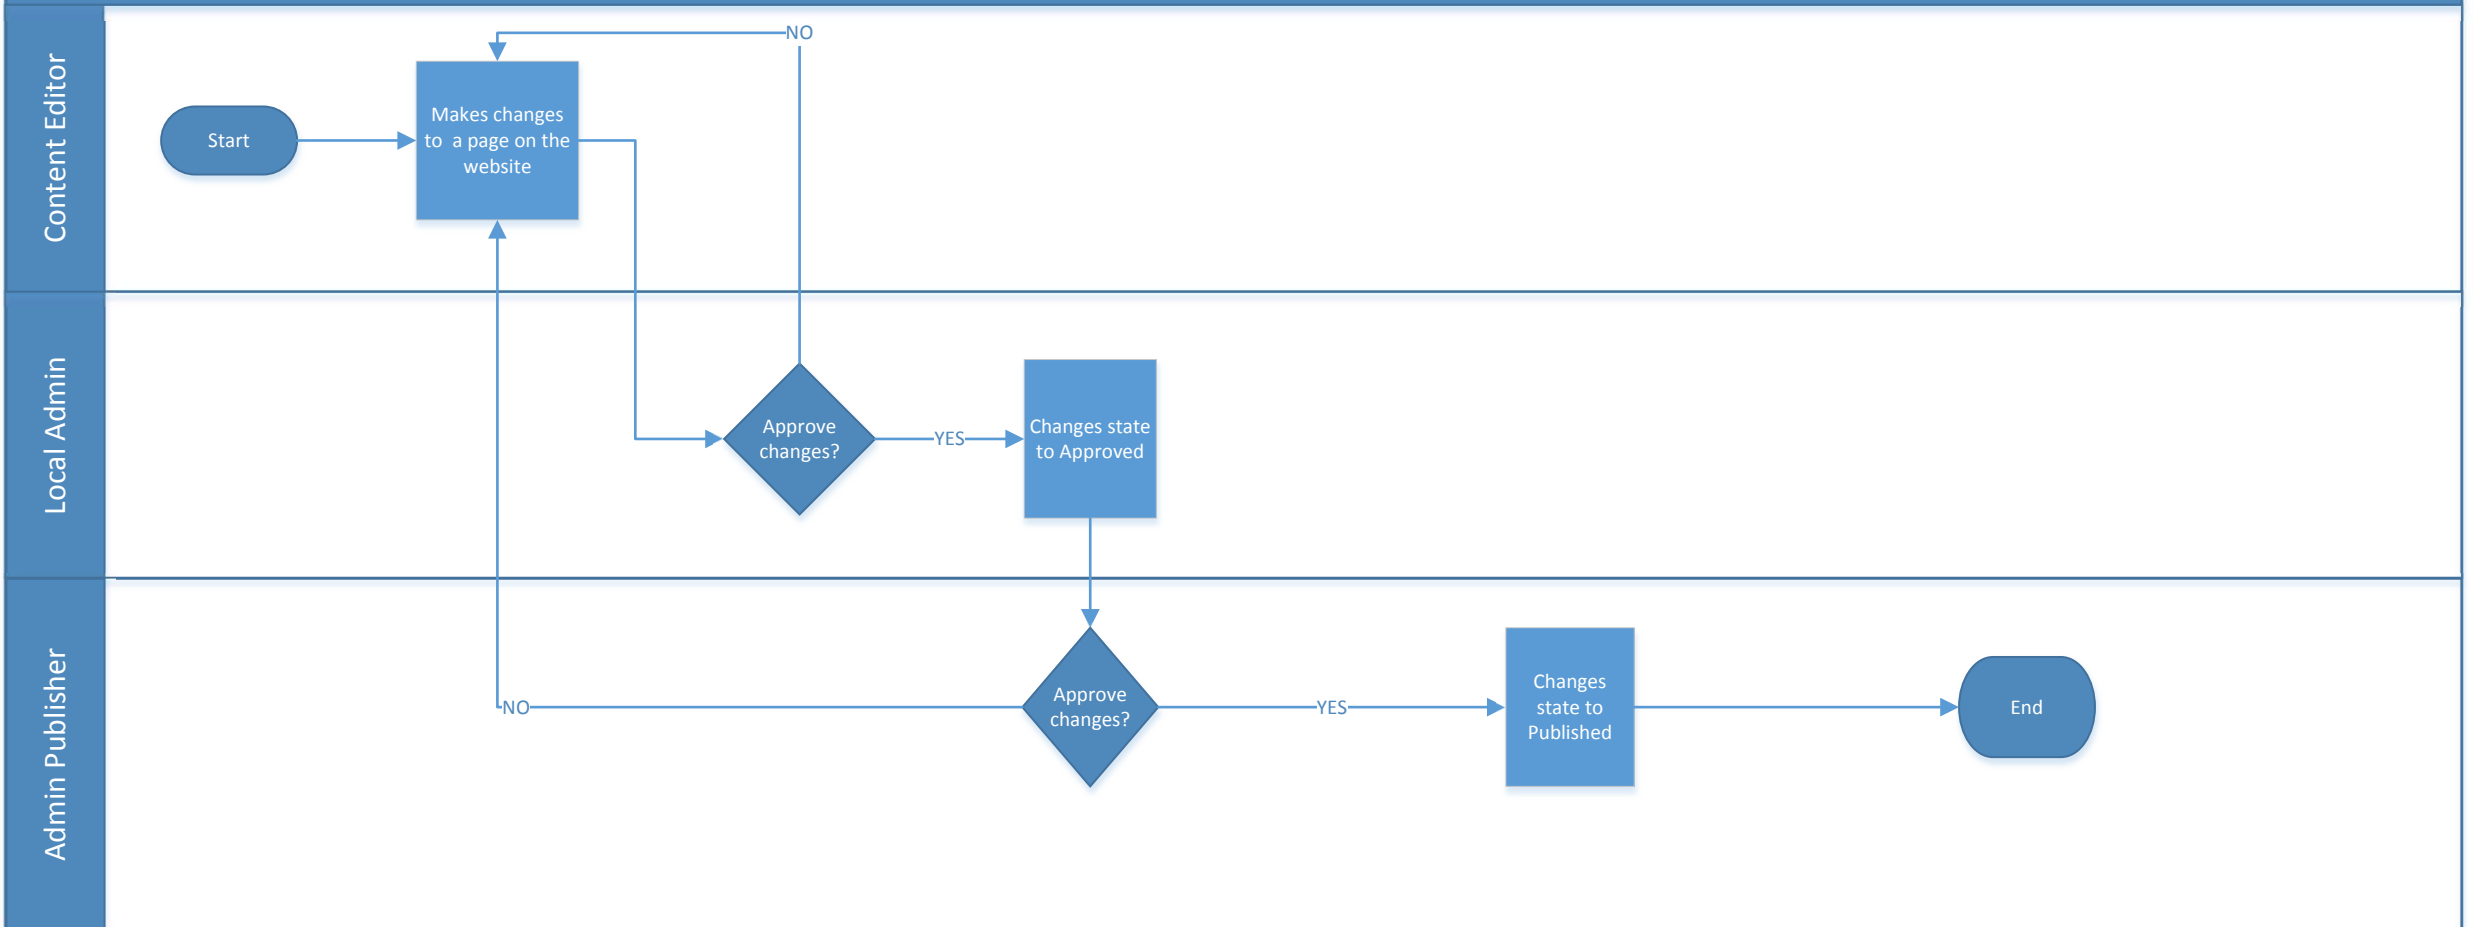 Content Editor
NO
Start
Makes changes
to a page on the
website
Local Admin
Approve
changes?
YES
Changes state
to Approved
Admin Publisher
NO
Approve
changes?
YES
Changes
state to
Published
End